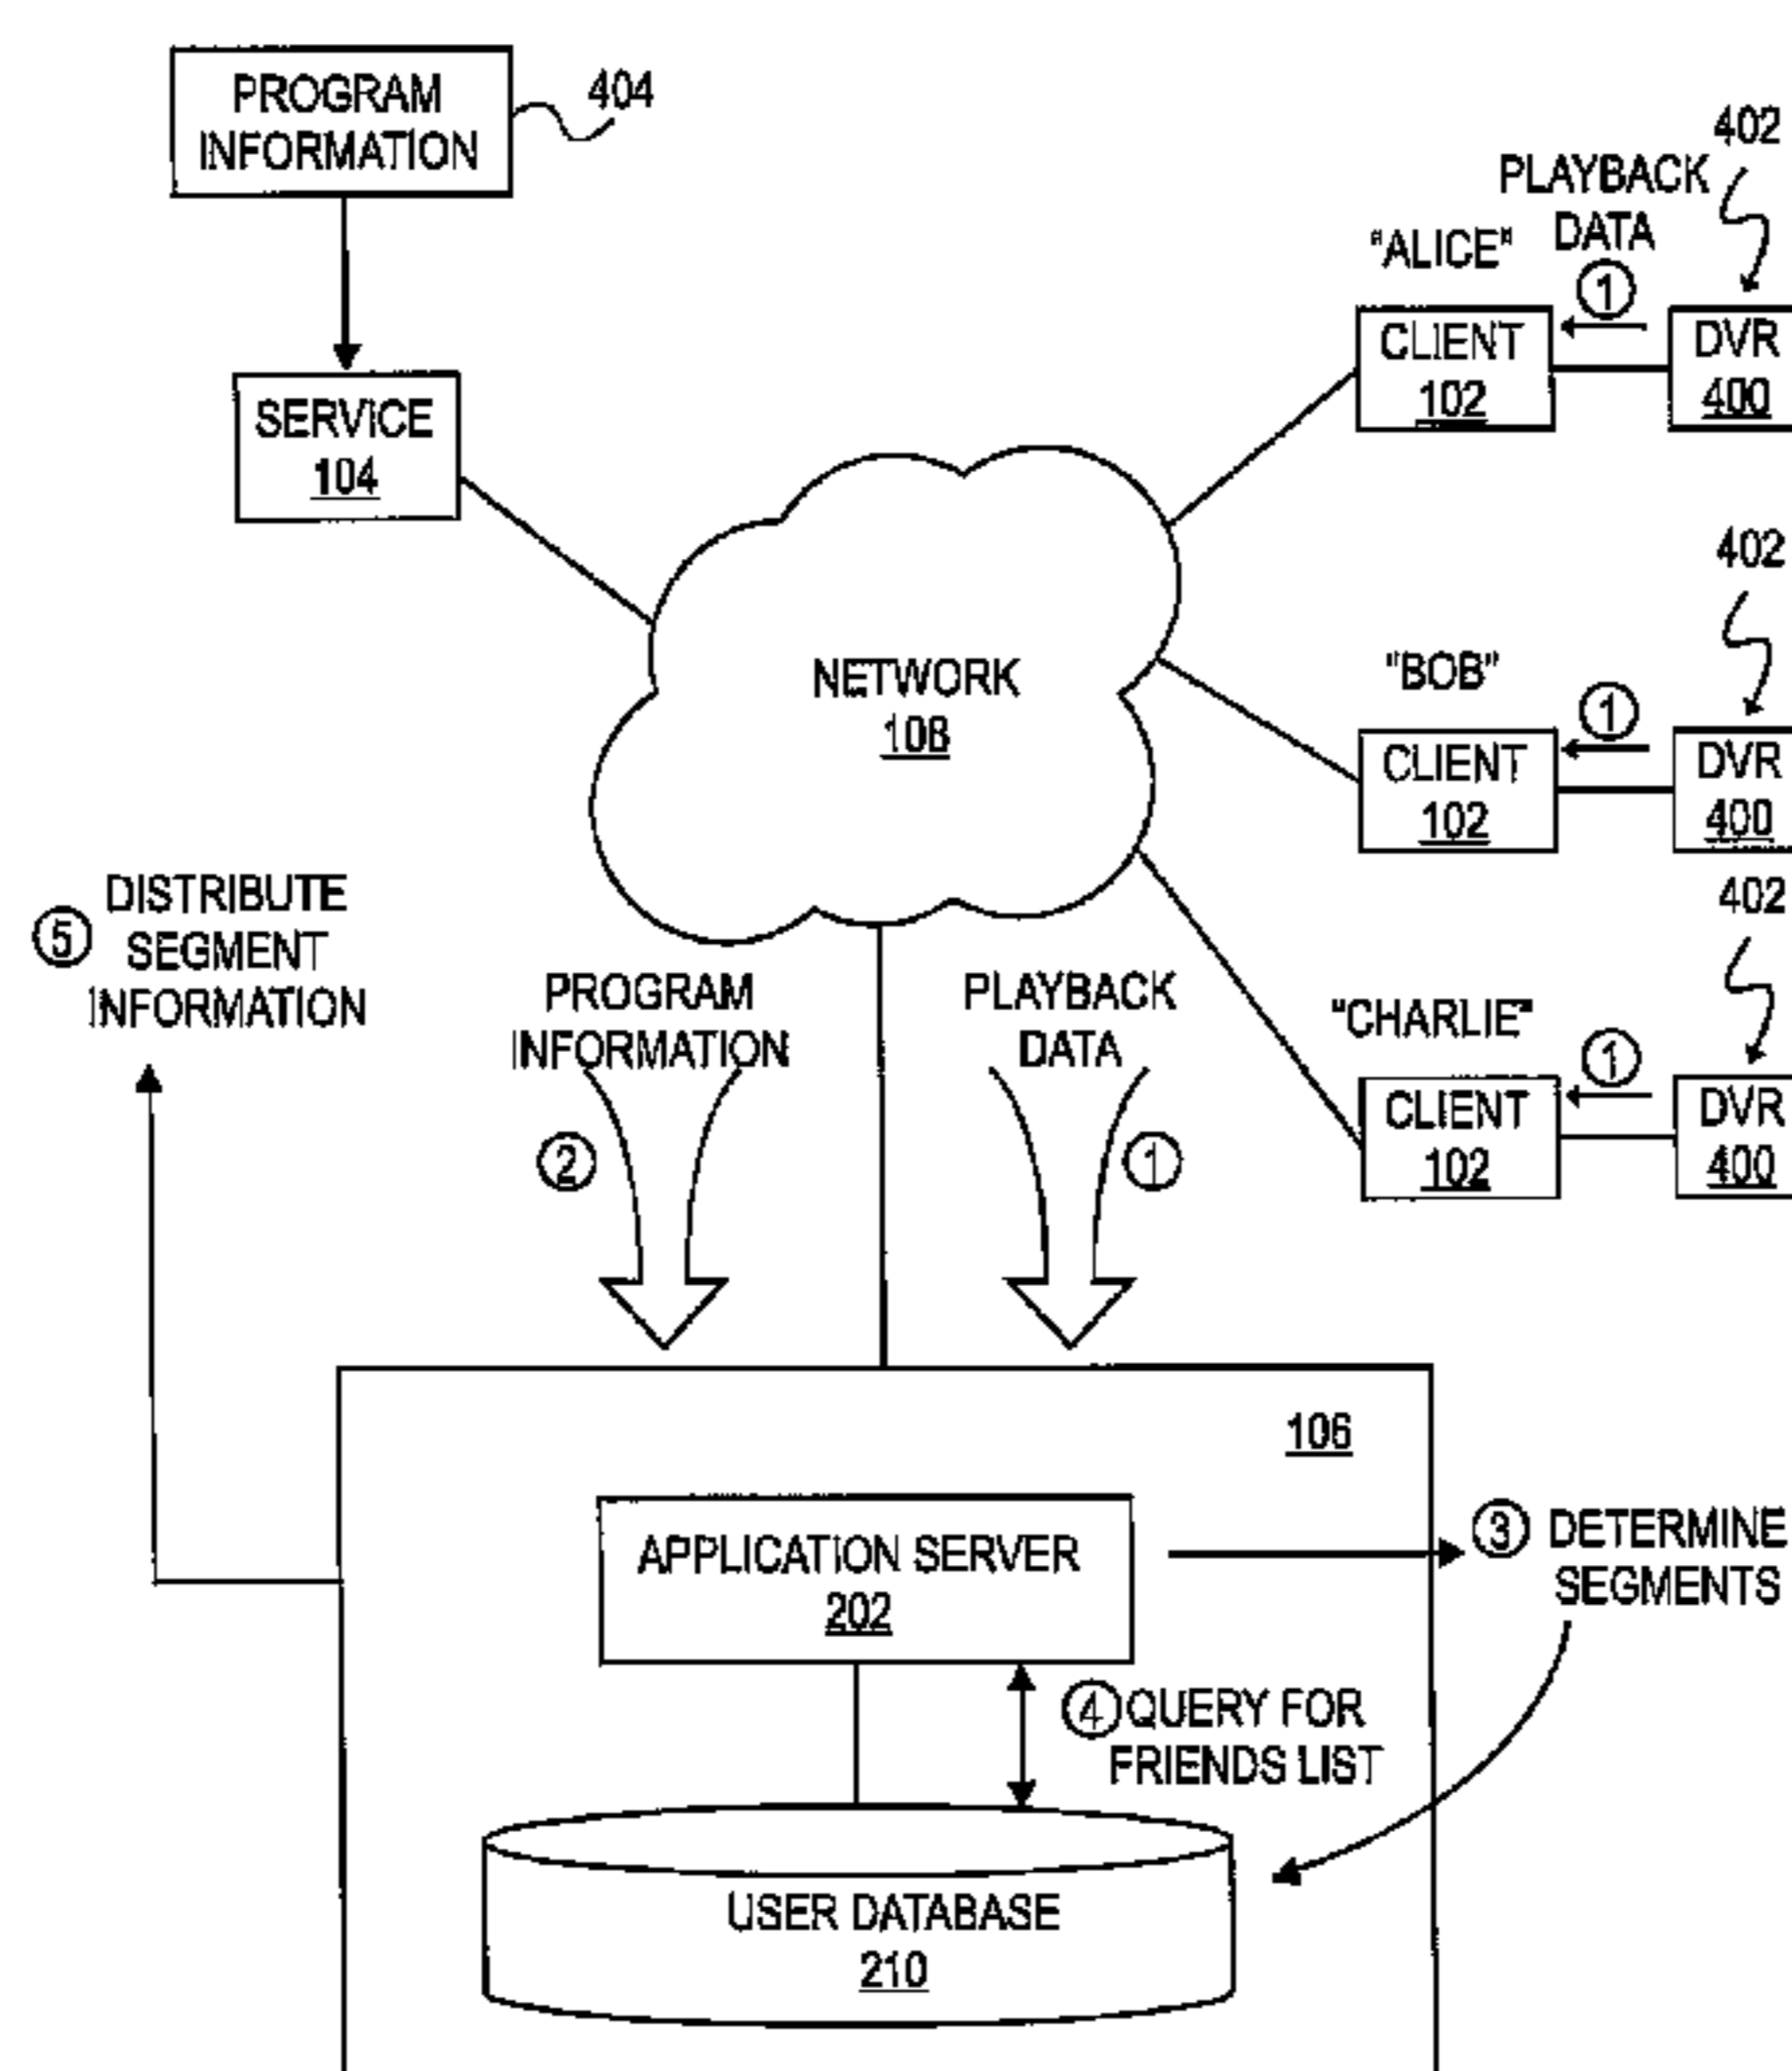 PROGRAM
INFORMATION
404
SERVICE
104
NETWORK
108
402
PLAYBACK
DATA
"ALICE"
1
CLIENT
102
DVR
400
402
"BOB"
1
CLIENT
102
DVR
400
402
"CHARLIE"
1
CLIENT
102
DVR
400
5 DISTRIBUTE
SEGMENT
INFORMATION
PROGRAM
INFORMATION
2
PLAYBACK
DATA
1
106
APPLICATION SERVER
202
3 DETERMINE
SEGMENTS
4 QUERY FOR
FRIENDS LIST
USER DATABASE
210